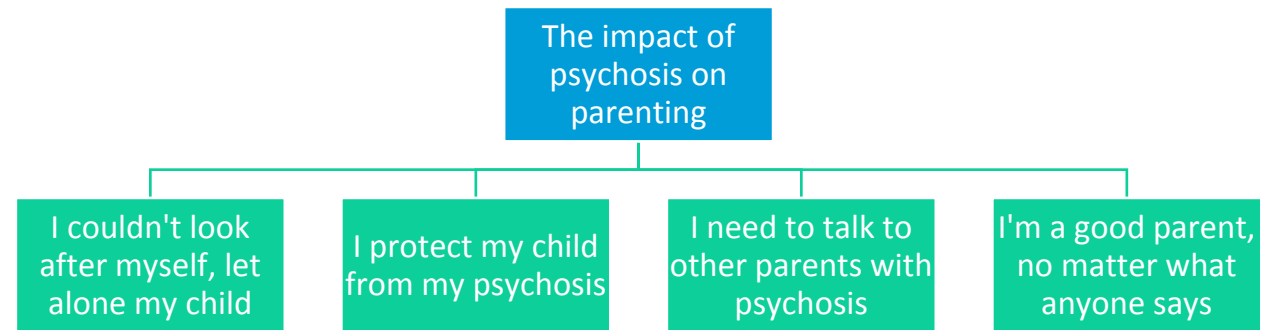 The impact of
psychosis on
parenting
I couldn't look
after myself, let
alone my child
I protect my child
from my psychosis
I need to talk to
other parents with
psychosis
I'm a good parent,
no matter what
anyone says